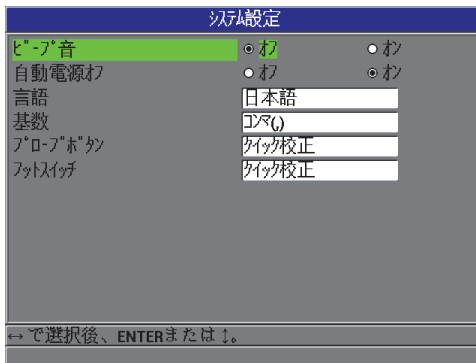 ｼｽﾃﾑ設定
ﾋﾞｰﾌﾟ音 ◉ ｵﾌ ○ ｵﾝ
自動電源ｵﾌ ○ ｵﾌ ◉ ｵﾝ
言語 日本語
基数 ｺﾝﾏ(,)
ﾌﾟﾛｰﾌﾞﾎﾞﾀﾝ ｸｲｯｸ校正
ﾌｯﾄｽｲｯﾁ ｸｲｯｸ校正
↔ で選択後、ENTERまたは ↕。